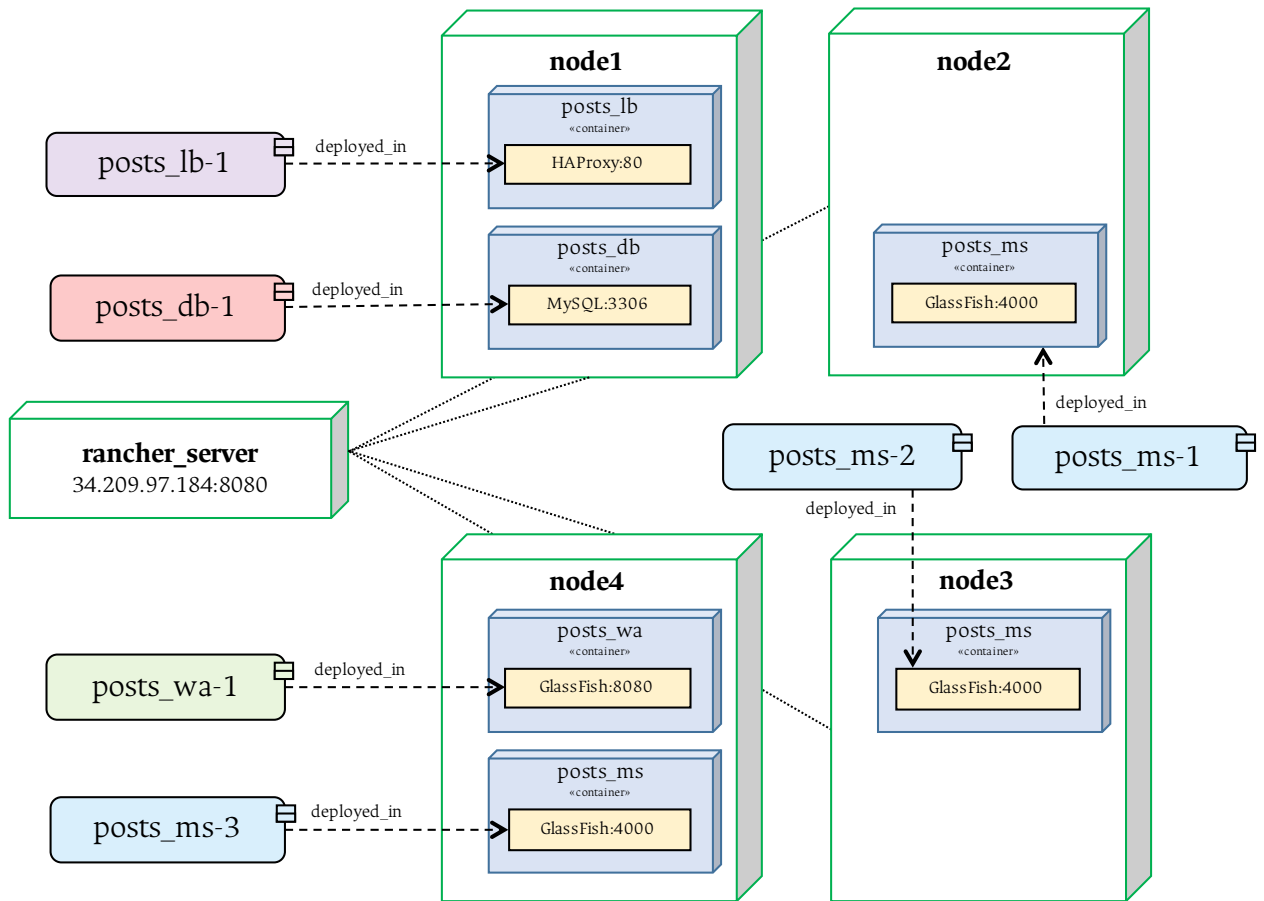 node1
posts_lb
«container»
HAProxy:80
posts_lb-1
deployed_in
posts_db
«container»
MySQL:3306
posts_db-1
deployed_in
node2
posts_ms
«container»
GlassFish:4000
deployed_in
posts_ms-1
rancher_server
34.209.97.184:8080
posts_ms-2
deployed_in
node4
posts_wa
«container»
GlassFish:8080
posts_wa-1
deployed_in
posts_ms
«container»
GlassFish:4000
posts_ms-3
deployed_in
node3
posts_ms
«container»
GlassFish:4000